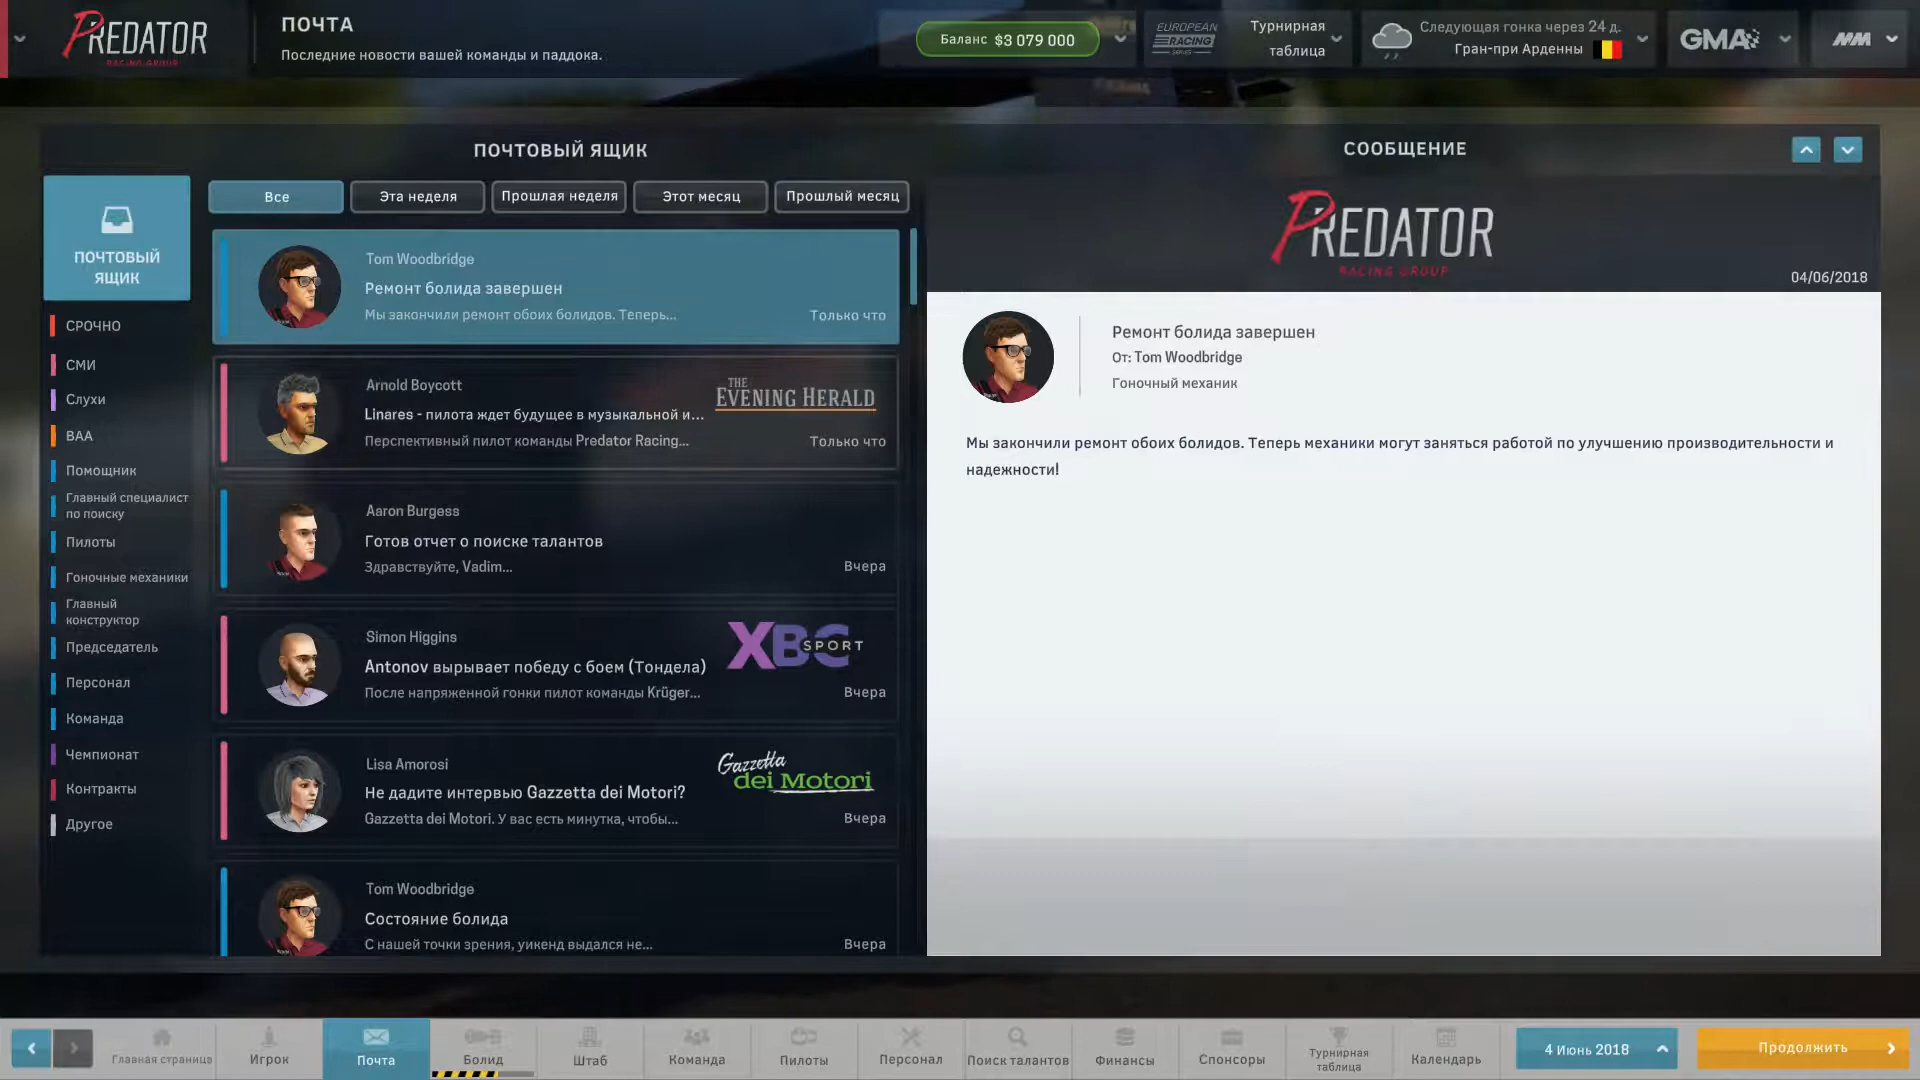 PREDATOR
RACING GROUP
ПОЧТА
Последние новости вашей команды и паддока.
Баланс $3 079 000
EUROPEAN
RACING
SERIES
Турнирная
таблица
Следующая гонка через 24 д.
Гран-при Арденны
GMA
MM
ПОЧТОВЫЙ ЯЩИК
СООБЩЕНИЕ
ПОЧТОВЫЙ
ЯЩИК
СРОЧНО
СМИ
Слухи
ВАА
Помощник
Главный специалист
по поиску
Пилоты
Гоночные механики
Главный
конструктор
Председатель
Персонал
Команда
Чемпионат
Контракты
Другое
Все
Эта неделя
Прошлая неделя
Этот месяц
Прошлый месяц
Tom Woodbridge
Ремонт болида завершен
Мы закончили ремонт обоих болидов. Теперь...
Только что
Arnold Boycott
THE
EVENING HERALD
Linares - пилота ждет будущее в музыкальной и...
Перспективный пилот команды Predator Racing...
Только что
Aaron Burgess
Готов отчет о поиске талантов
Здравствуйте, Vadim...
Вчера
Simon Higgins
XBC SPORT
Antonov вырывает победу с боем (Тондела)
После напряженной гонки пилот команды Krüger...
Вчера
Lisa Amorosi
Gazzetta
dei Motori
Не дадите интервью Gazzetta dei Motori?
Gazzetta dei Motori. У вас есть минутка, чтобы...
Вчера
Tom Woodbridge
Состояние болида
С нашей точки зрения, уикенд выдался не...
Вчера
PREDATOR
RACING GROUP
04/06/2018
Ремонт болида завершен
От: Tom Woodbridge
Гоночный механик
Мы закончили ремонт обоих болидов. Теперь механики могут заняться работой по улучшению производительности и
надежности!
Главная страница
Игрок
Почта
Болид
Штаб
Команда
Пилоты
Персонал
Поиск талантов
Финансы
Спонсоры
Турнирная
таблица
Календарь
4 Июнь 2018
Продолжить